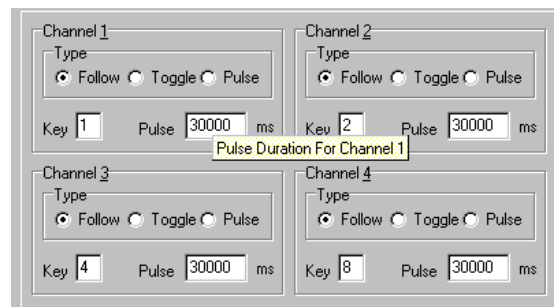 Channel 1
Type
Follow Toggle Pulse
Key 1 Pulse 30000 ms
Channel 2
Type
Follow Toggle Pulse
Key 2 Pulse 30000 ms
Pulse Duration For Channel 1
Channel 3
Type
Follow Toggle Pulse
Key 4 Pulse 30000 ms
Channel 4
Type
Follow Toggle Pulse
Key 8 Pulse 30000 ms